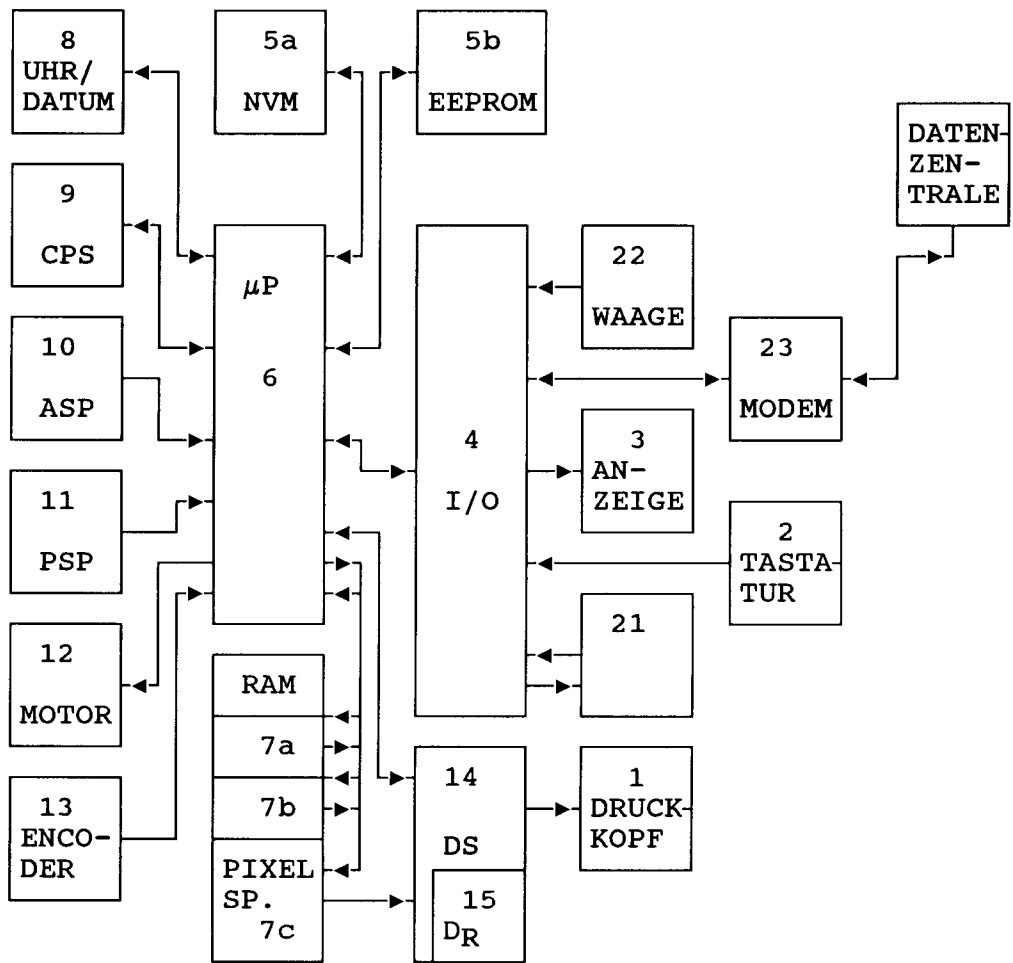 8
UHR/
DATUM
5a
NVM
5b
EEPROM
DATEN-
ZEN-
TRALE
9
CPS
μP
6
4
I/O
22
WAAGE
23
MODEM
10
ASP
3
AN-
ZEIGE
11
PSP
2
TASTA-
TUR
12
MOTOR
21
RAM
7a
7b
PIXEL
SP.
7c
13
ENCO-
DER
14
DS
15
DR
1
DRUCK-
KOPF